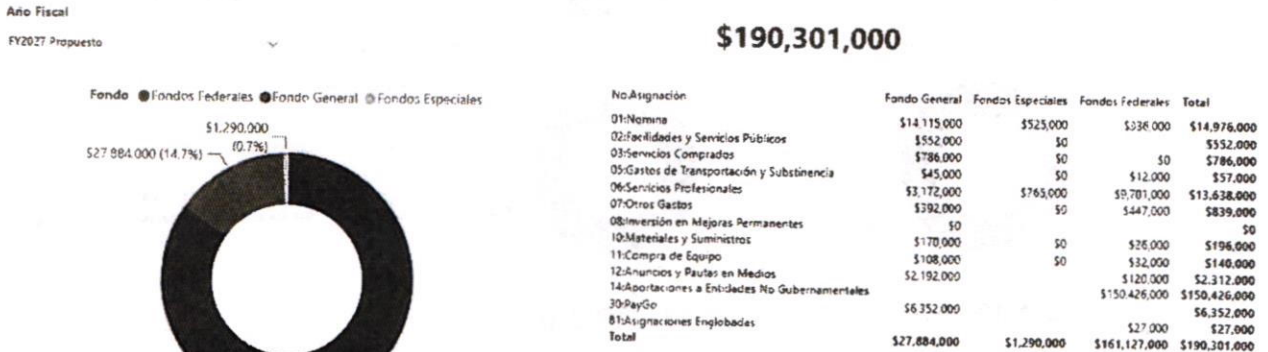 Año Fiscal
FY2027 Propuesto
$190,301,000
Fondo Fondos Federales Fondo General Fondos Especiales
$1,290,000
(0.7%)
$27,884,000 (14.7%)
No.Asignación Fondo General Fondos Especiales Fondos Federales Total
01:Nomina $14,115,000 $525,000 $336,000 $14,976,000
02:Facilidades y Servicios Públicos $552,000 $0 $552,000
03:Servicios Comprados $786,000 $0 $0 $786,000
05:Gastos de Transportación y Substinencia $45,000 $0 $12,000 $57,000
06:Servicios Profesionales $3,172,000 $765,000 $9,701,000 $13,638,000
07:Otros Gastos $392,000 $0 $447,000 $839,000
08:Inversión en Mejoras Permanentes $0 $0
10:Materiales y Suministros $170,000 $0 $26,000 $196,000
11:Compra de Equipo $108,000 $0 $32,000 $140,000
12:Anuncios y Pautas en Medios $2,192,000 $120,000 $2,312,000
14:Aportaciones a Entidades No Gubernamentales $150,426,000 $150,426,000
30:PayGo $6,352,000 $6,352,000
81:Asignaciones Englobadas $27,000 $27,000
Total $27,884,000 $1,290,000 $161,127,000 $190,301,000